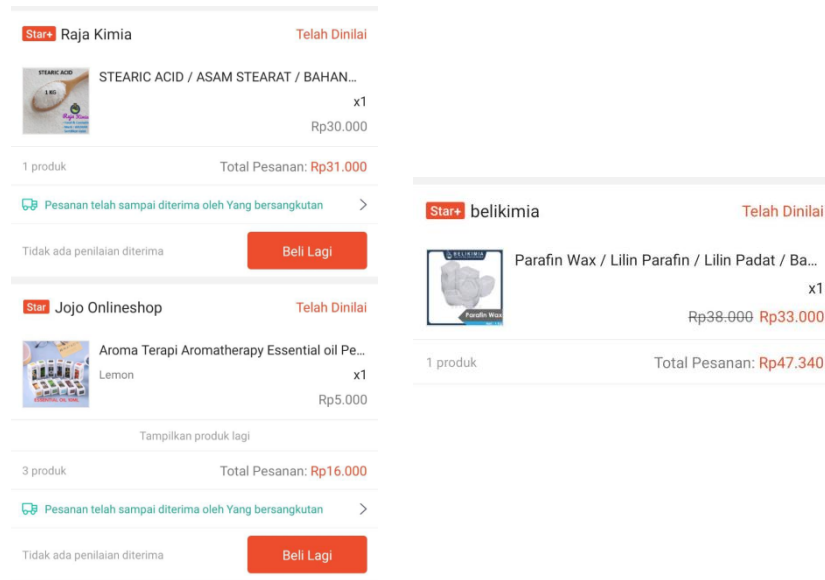 Star+ Raja Kimia Telah Dinilai
STEARIC ACID
1 KG
Raja Kimia
STEARIC ACID / ASAM STEARAT / BAHAN...
x1
Rp30.000
1 produk Total Pesanan: Rp31.000
Pesanan telah sampai diterima oleh Yang bersangkutan
Tidak ada penilaian diterima Beli Lagi
Star Jojo Onlineshop Telah Dinilai
Aroma Terapi Aromatherapy Essential oil Pe...
Lemon x1
Rp5.000
Tampilkan produk lagi
3 produk Total Pesanan: Rp16.000
Pesanan telah sampai diterima oleh Yang bersangkutan
Tidak ada penilaian diterima Beli Lagi
Star+ belikimia Telah Dinilai
BELIKIMIA
Parafin Wax
Parafin Wax / Lilin Parafin / Lilin Padat / Ba...
x1
Rp38.000 Rp33.000
1 produk Total Pesanan: Rp47.340